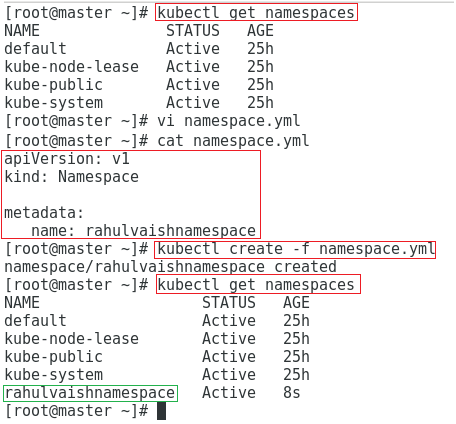 [root@master ~]# kubectl get namespaces
NAME              STATUS   AGE
default           Active   25h
kube-node-lease   Active   25h
kube-public       Active   25h
kube-system       Active   25h
[root@master ~]# vi namespace.yml
[root@master ~]# cat namespace.yml
apiVersion: v1
kind: Namespace

metadata:
   name: rahulvaishnamespace
[root@master ~]# kubectl create -f namespace.yml
namespace/rahulvaishnamespace created
[root@master ~]# kubectl get namespaces
NAME                  STATUS   AGE
default               Active   25h
kube-node-lease       Active   25h
kube-public           Active   25h
kube-system           Active   25h
rahulvaishnamespace   Active   8s
[root@master ~]#